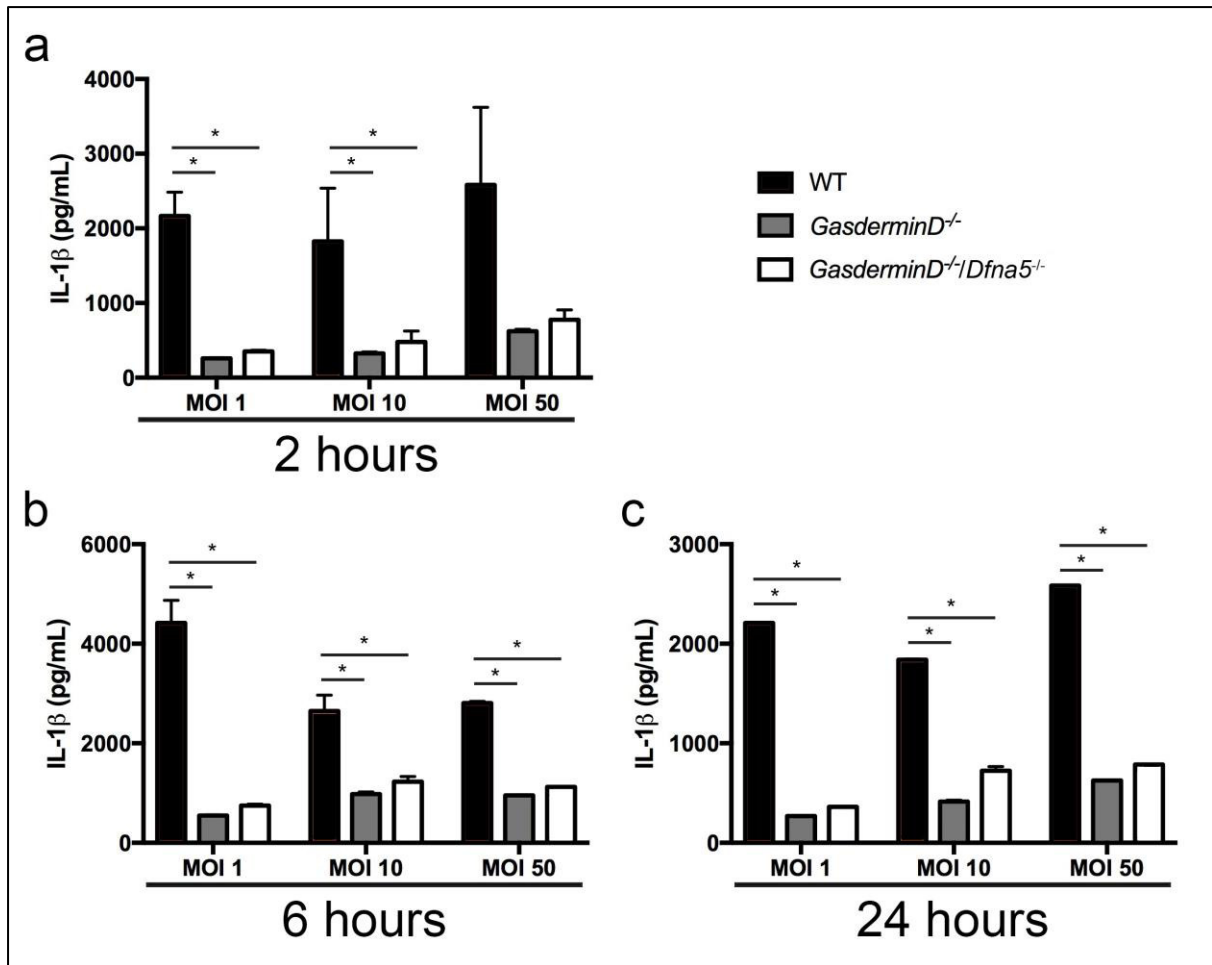 a
IL-1β (pg/mL)
4000
3000
2000
1000
0
* *
* *
MOI 1 MOI 10 MOI 50
2 hours
WT
GasderminD-/-
GasderminD-/-/Dfna5-/-
b
IL-1β (pg/mL)
6000
4000
2000
0
*
*
* *
* *
MOI 1 MOI 10 MOI 50
6 hours
c
IL-1β (pg/mL)
3000
2000
1000
0
*
*
*
*
*
*
MOI 1 MOI 10 MOI 50
24 hours